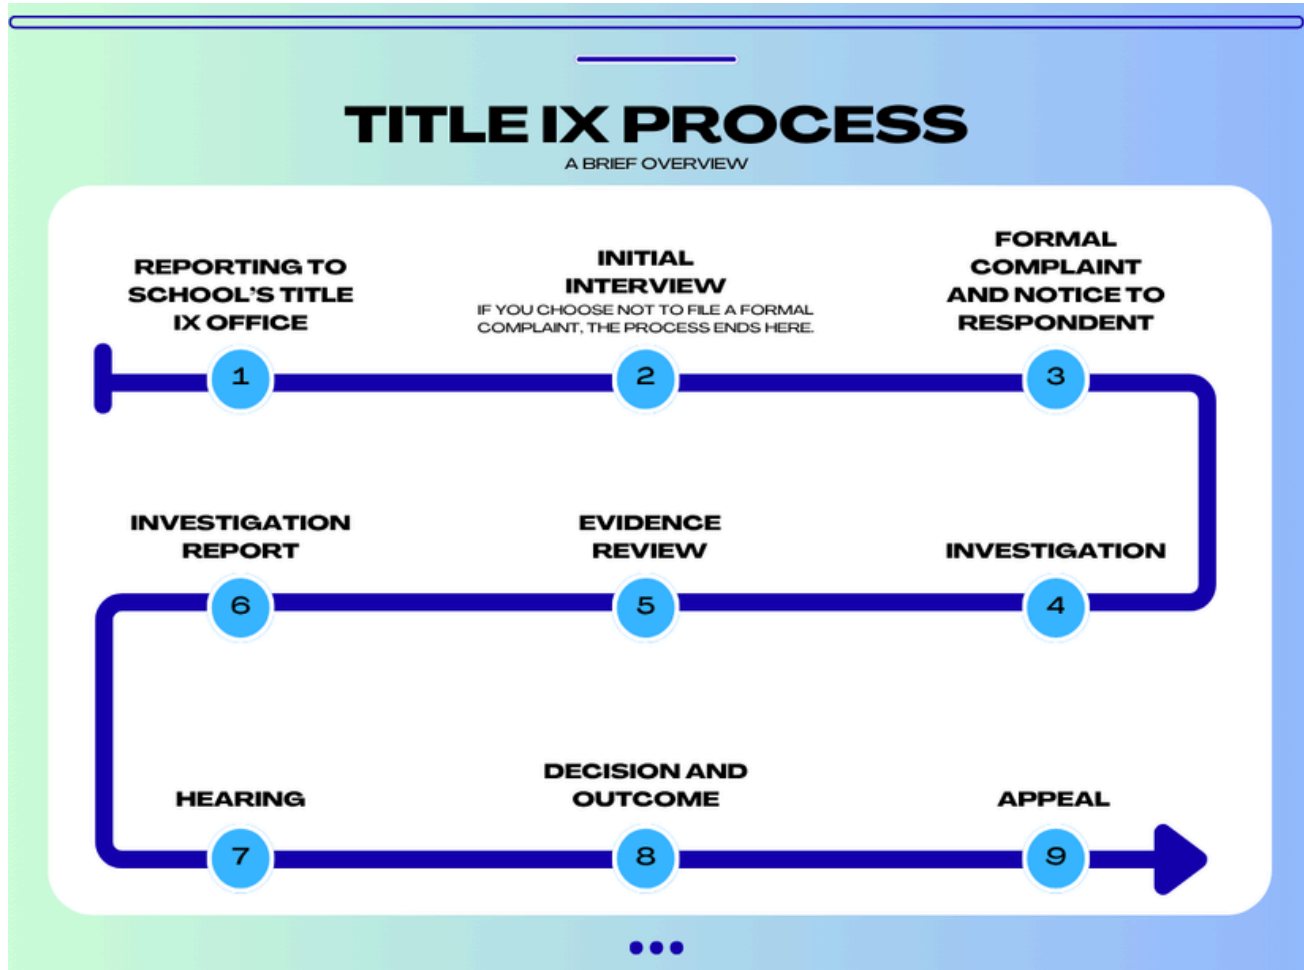 TITLE IX PROCESS
A BRIEF OVERVIEW
REPORTING TO
SCHOOL'S TITLE
IX OFFICE
1
INITIAL
INTERVIEW
IF YOU CHOOSE NOT TO FILE A FORMAL
COMPLAINT, THE PROCESS ENDS HERE.
2
FORMAL
COMPLAINT
AND NOTICE TO
RESPONDENT
3
INVESTIGATION
4
EVIDENCE
REVIEW
5
INVESTIGATION
REPORT
6
HEARING
7
DECISION AND
OUTCOME
8
APPEAL
9